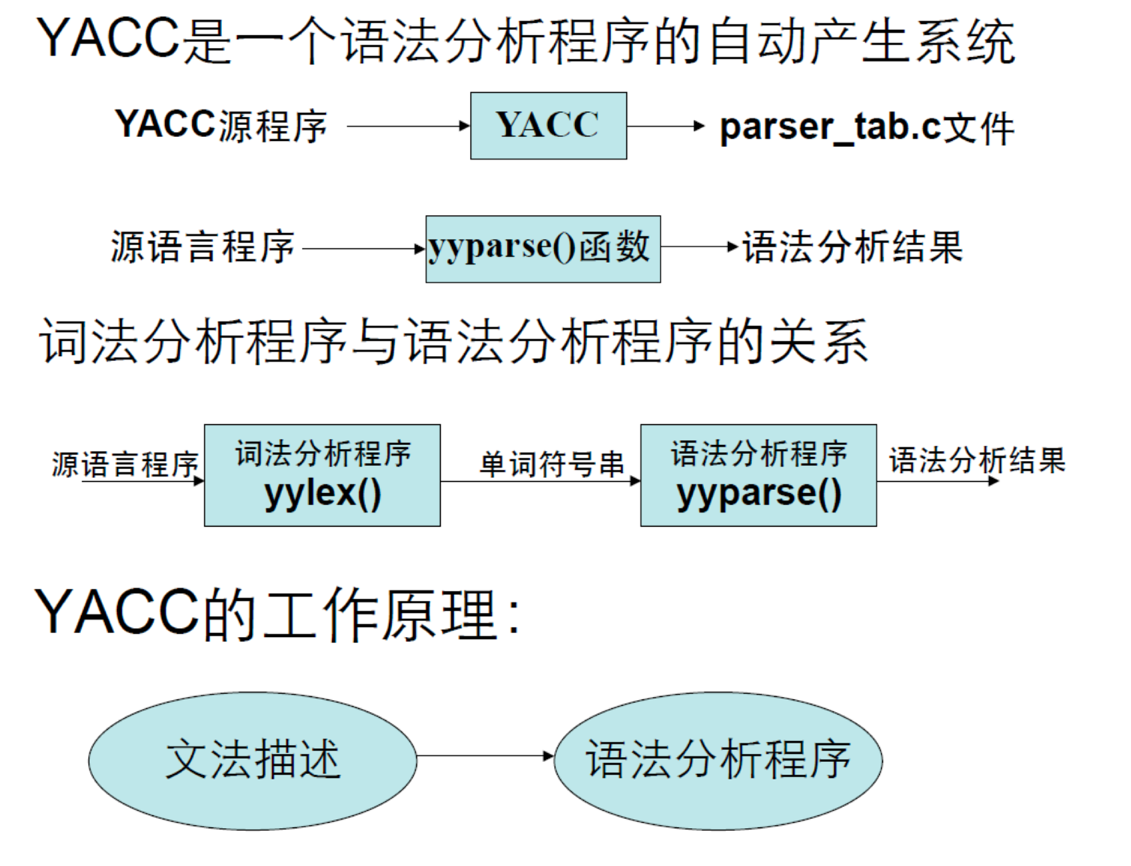 YACC是一个语法分析程序的自动产生系统
YACC源程序 YACC parser_tab.c文件
源语言程序 yyparse()函数 语法分析结果
词法分析程序与语法分析程序的关系
源语言程序 词法分析程序 单词符号串 语法分析程序 语法分析结果
yylex() yyparse()
YACC的工作原理:
文法描述 语法分析程序